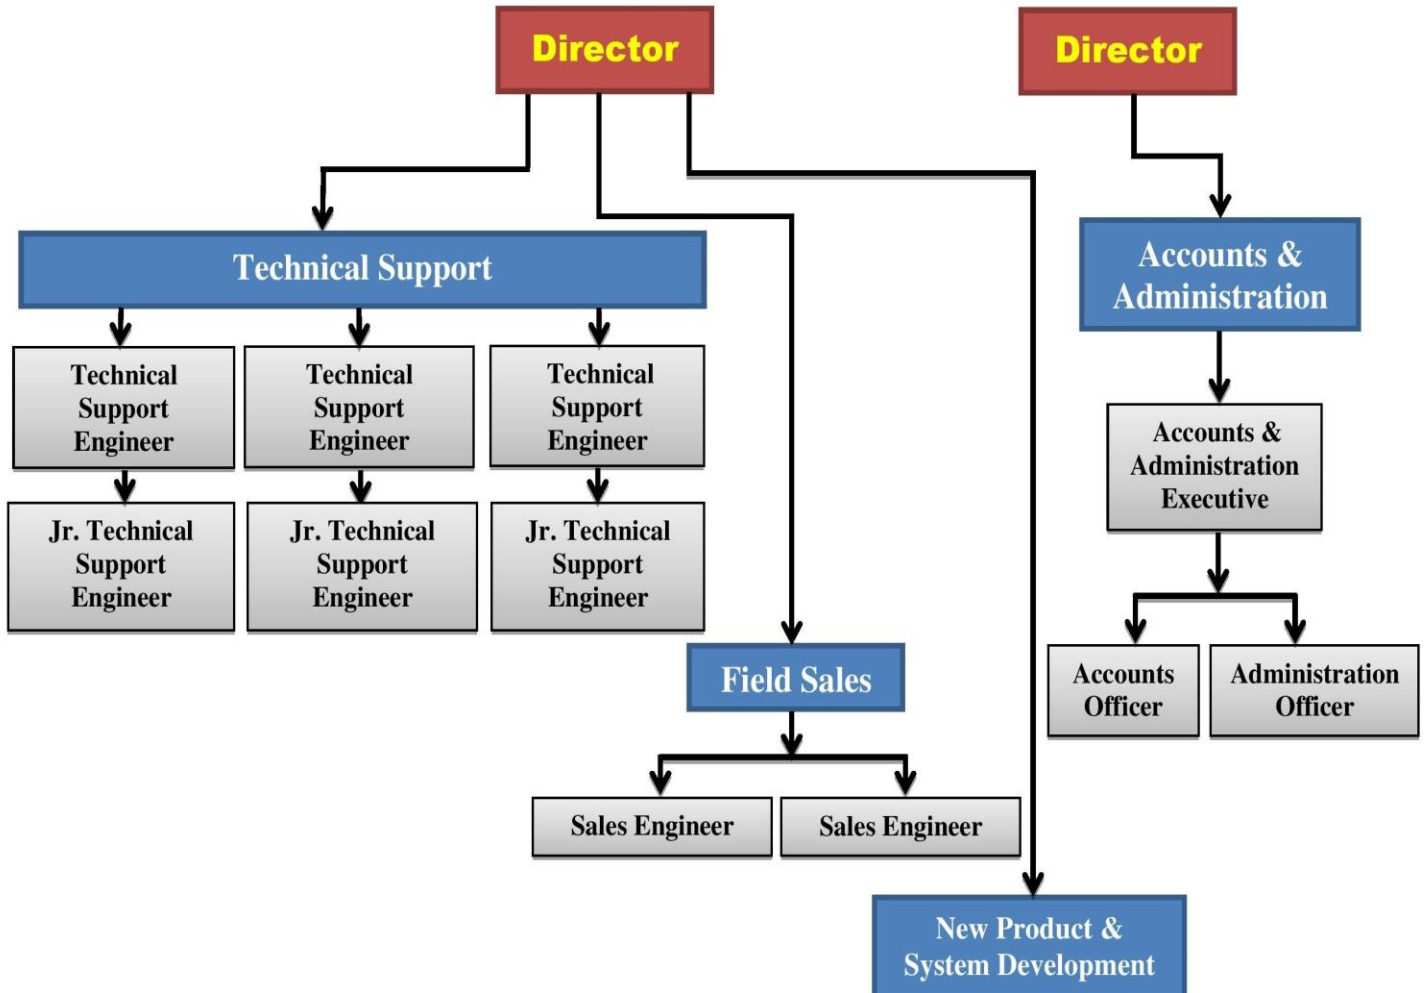 Director
Director
Technical Support
Accounts &
Administration
Technical
Support
Engineer
Technical
Support
Engineer
Technical
Support
Engineer
Accounts &
Administration
Executive
Jr. Technical
Support
Engineer
Jr. Technical
Support
Engineer
Jr. Technical
Support
Engineer
Field Sales
Accounts
Officer
Administration
Officer
Sales Engineer
Sales Engineer
New Product &
System Development